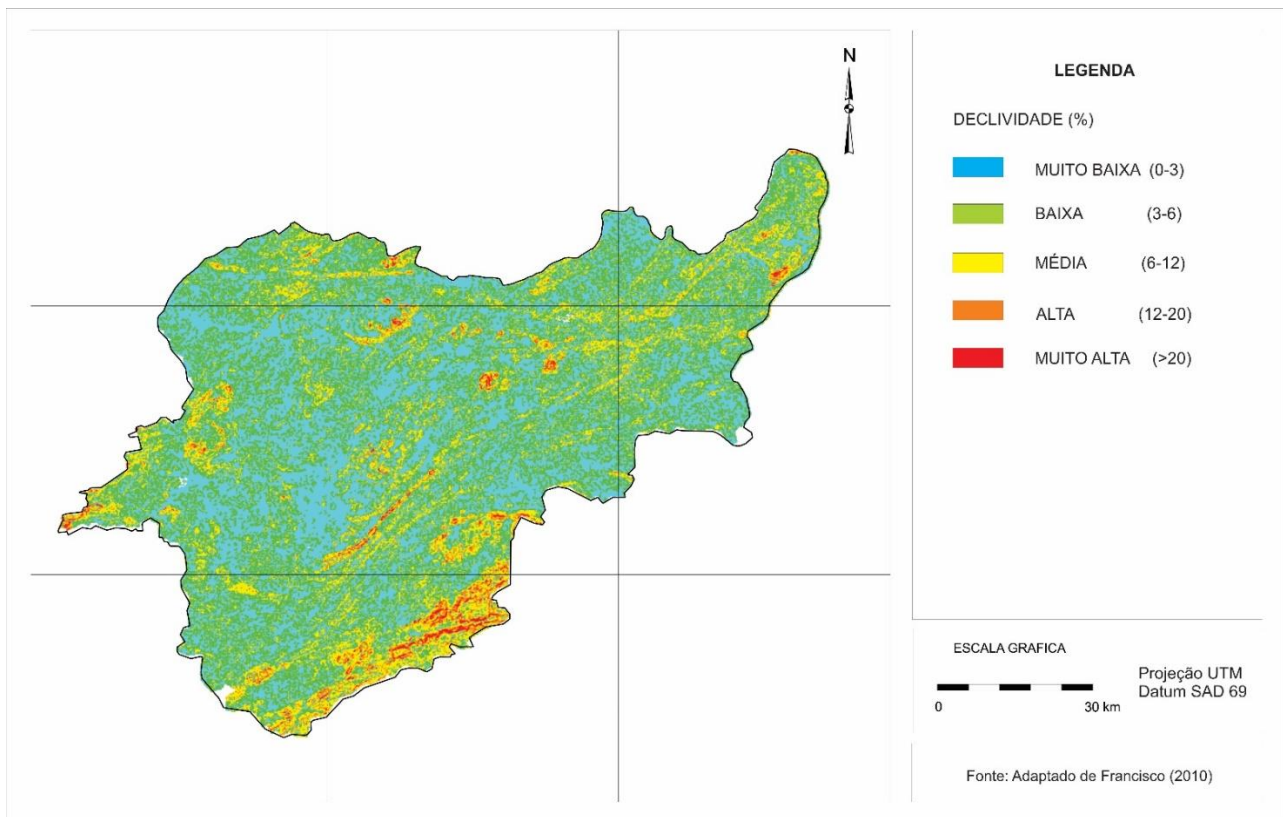 N
LEGENDA
DECLIVIDADE (%)
MUITO BAIXA (0-3)
BAIXA (3-6)
MÉDIA (6-12)
ALTA (12-20)
MUITO ALTA (>20)
ESCALA GRAFICA
0 30 km
Projeção UTM
Datum SAD 69
Fonte: Adaptado de Francisco (2010)